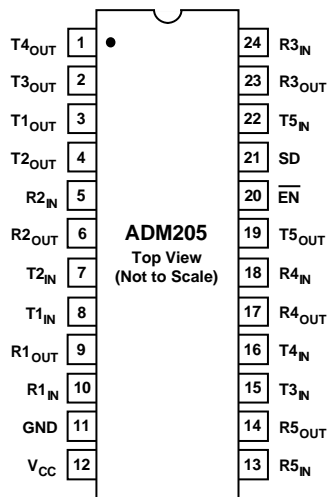 T4OUT 1 24 R3IN
T3OUT 2 23 R3OUT
T1OUT 3 22 T5IN
T2OUT 4 21 SD
R2IN 5 20 E̅N̅
R2OUT 6 ADM205 19 T5OUT
Top View
T2IN 7 (Not to Scale) 18 R4IN
T1IN 8 17 R4OUT
R1OUT 9 16 T4IN
R1IN 10 15 T3IN
GND 11 14 R5OUT
VCC 12 13 R5IN